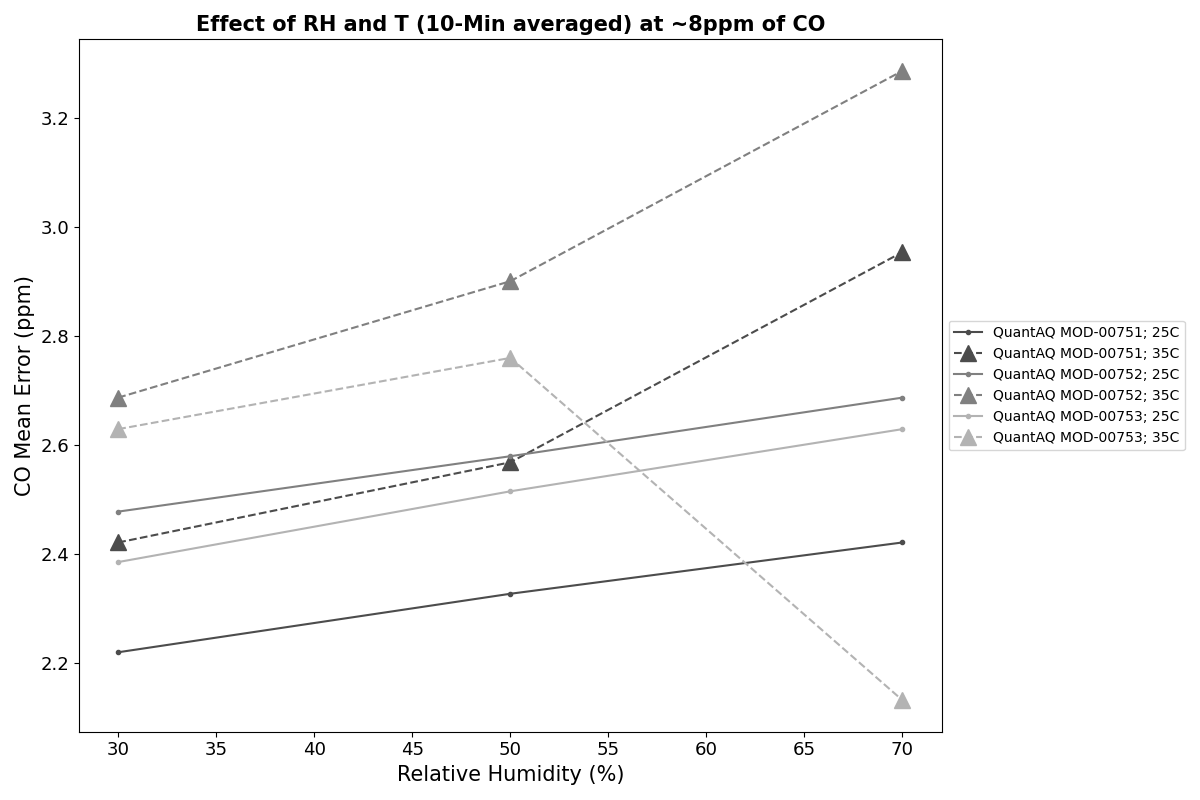 Effect of RH and T (10-Min averaged) at ~8ppm of CO
CO Mean Error (ppm)
3.2
3.0
2.8
2.6
2.4
2.2
30 35 40 45 50 55 60 65 70
Relative Humidity (%)
QuantAQ MOD-00751; 25C
QuantAQ MOD-00751; 35C
QuantAQ MOD-00752; 25C
QuantAQ MOD-00752; 35C
QuantAQ MOD-00753; 25C
QuantAQ MOD-00753; 35C